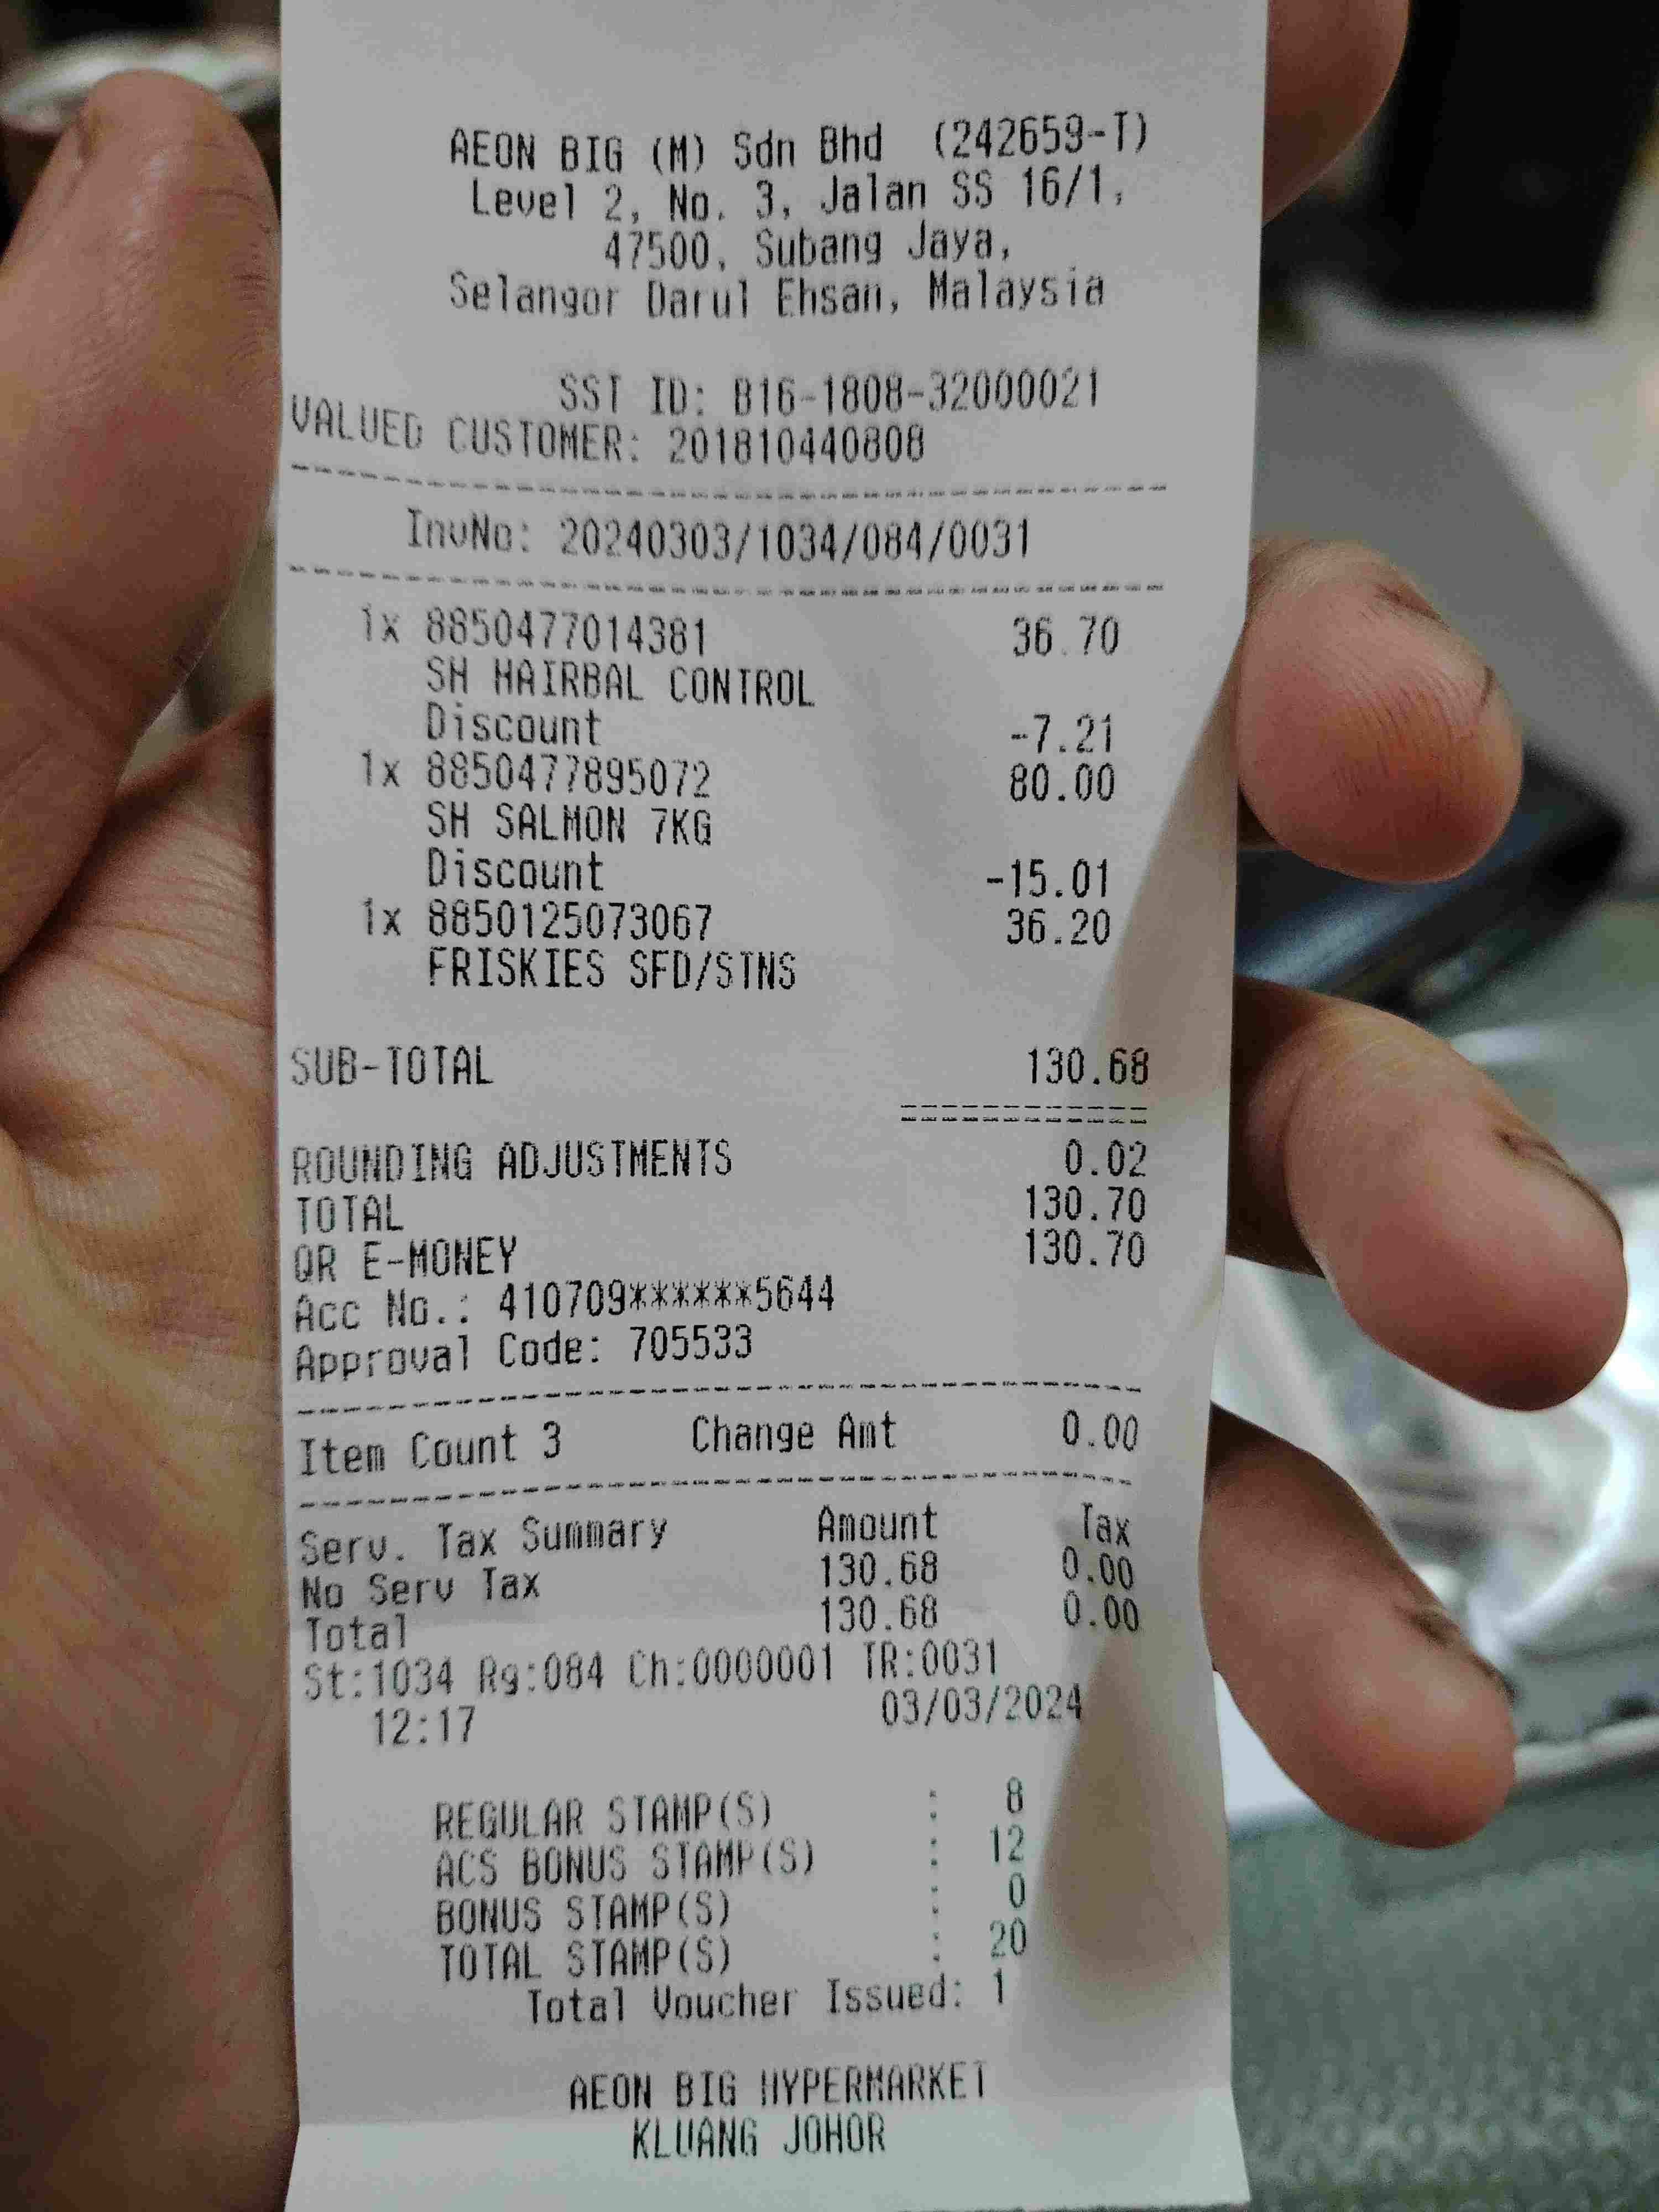 AEON BIG (M) Sdn Bhd (242659-T)
Level 2, No. 3, Jalan SS 16/1,
47500, Subang Jaya,
Selangor Darul Ehsan, Malaysia
SST ID: B16-1808-32000021
VALUED CUSTOMER: 201810440808
InvNo: 20240303/1034/084/0031
1x 8850477014381 36.70
SH HAIRBAL CONTROL
Discount -7.21
1x 8850477895072 80.00
SH SALMON 7KG
Discount -15.01
1x 8850125073067 36.20
FRISKIES SFD/STNS
SUB-TOTAL 130.68
ROUNDING ADJUSTMENTS 0.02
TOTAL 130.70
QR E-MONEY 130.70
Acc No.: 410709******5644
Approval Code: 705533
Item Count 3 Change Amt 0.00
Serv. Tax Summary Amount Tax
No Serv Tax 130.68 0.00
Total 130.68 0.00
St:1034 Rg:084 Ch:0000001 TR:0031
12:17 03/03/2024
REGULAR STAMP(S) : 8
ACS BONUS STAMP(S) : 12
BONUS STAMP(S) : 0
TOTAL STAMP(S) : 20
Total Voucher Issued: 1
AEON BIG HYPERMARKET
KLUANG JOHOR